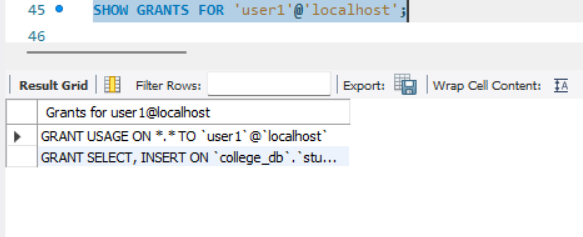 45 SHOW GRANTS FOR 'user1'@'localhost';
46
Result Grid Filter Rows: Export: Wrap Cell Content: IA
Grants for user1@localhost
GRANT USAGE ON *.* TO `user1`@`localhost`
GRANT SELECT, INSERT ON `college_db`.`stu...